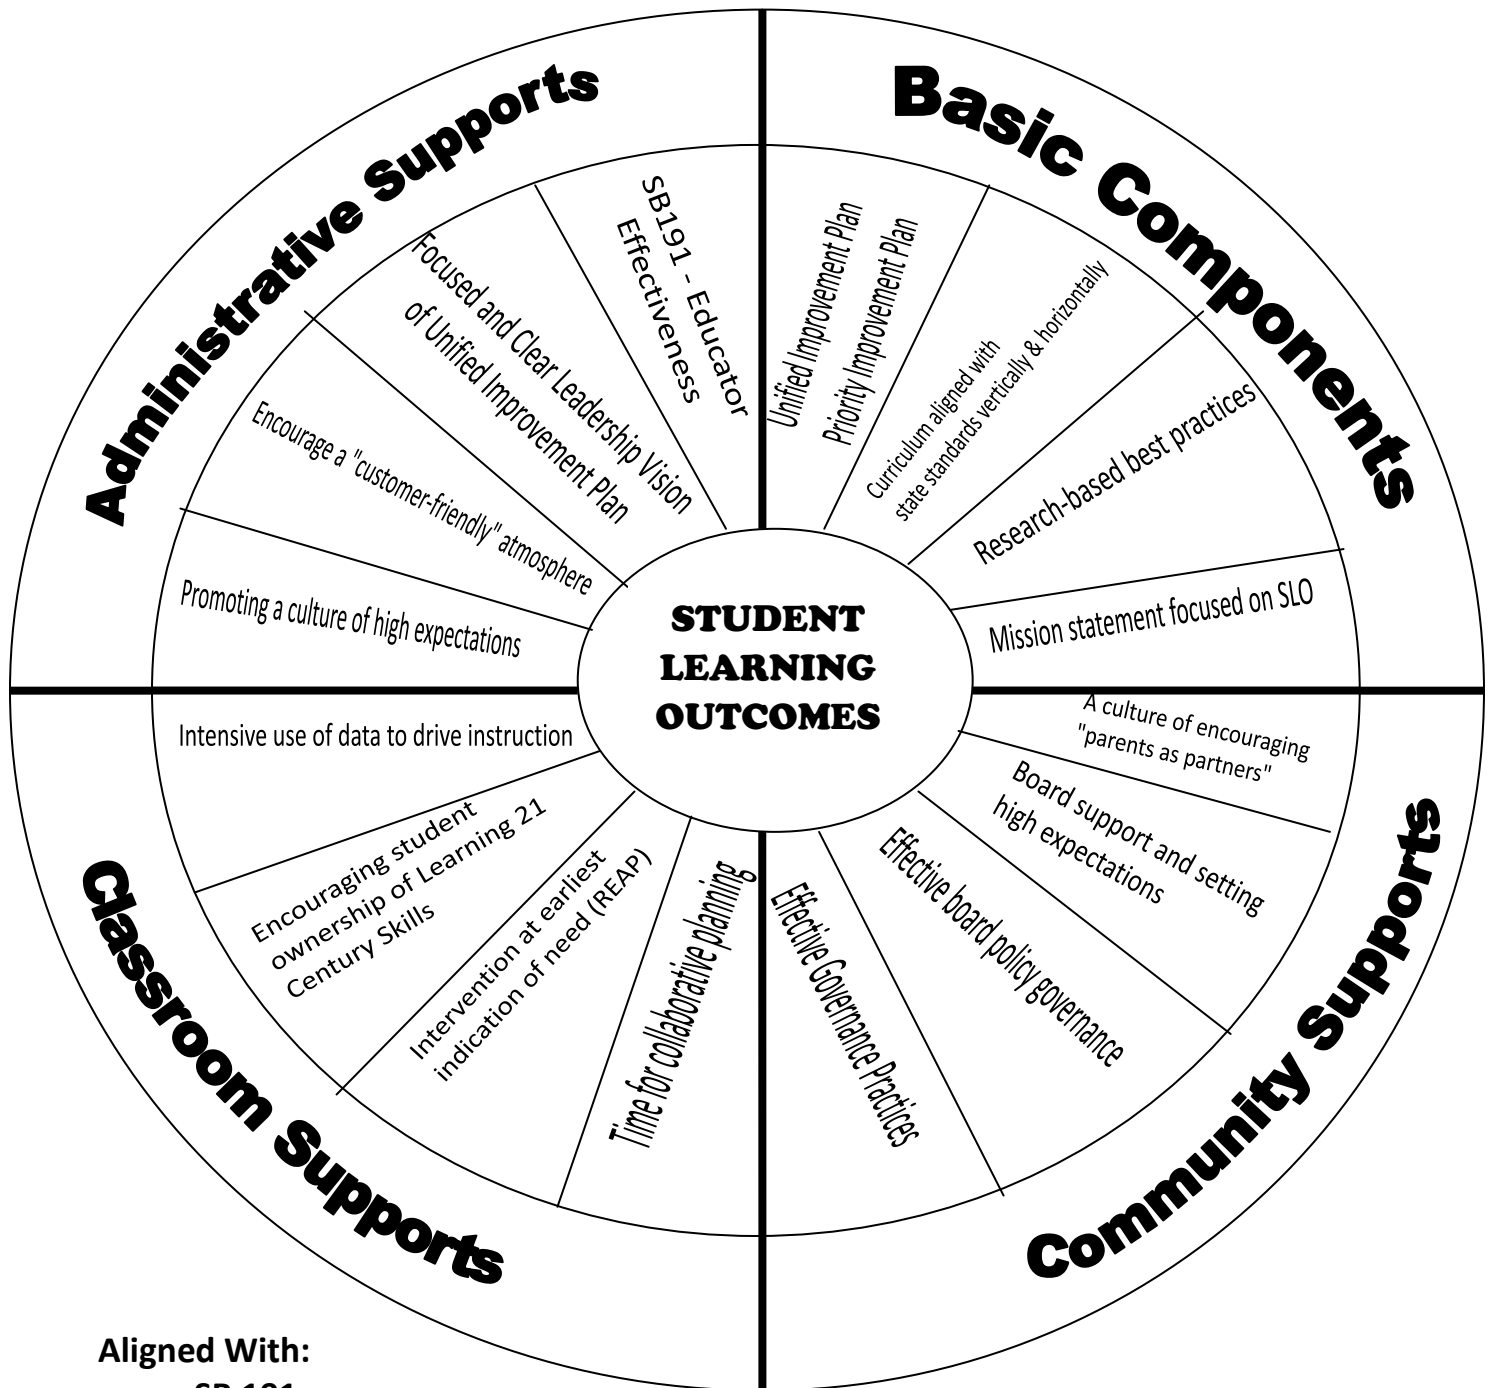 Administrative Supports
SB191 - Educator
Effectiveness
Focused and Clear Leadership Vision
of Unified Improvement Plan
Encourage a "customer-friendly" atmosphere
Promoting a culture of high expectations
Basic Components
Unified Improvement Plan
Priority Improvement Plan
Curriculum aligned with
state standards vertically & horizontally
Research-based best practices
Mission statement focused on SLO
STUDENT
LEARNING
OUTCOMES
Classroom Supports
Intensive use of data to drive instruction
Encouraging student
ownership of Learning 21
Century Skills
Intervention at earliest
indication of need (REAP)
Time for collaborative planning
Community Supports
A culture of encouraging
"parents as partners"
Board support and setting
high expectations
Effective board policy governance
Effective Governance Practices
Aligned With: